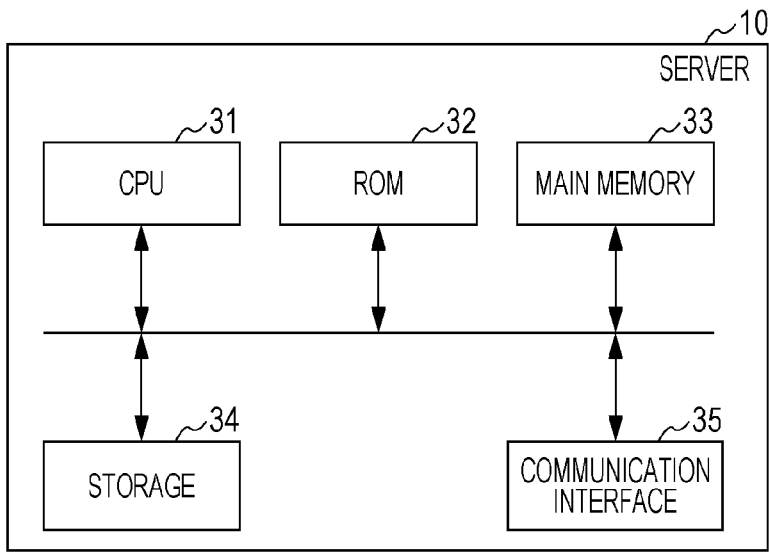 10
SERVER
31
32
33
CPU
ROM
MAIN MEMORY
34
35
STORAGE
COMMUNICATION
INTERFACE